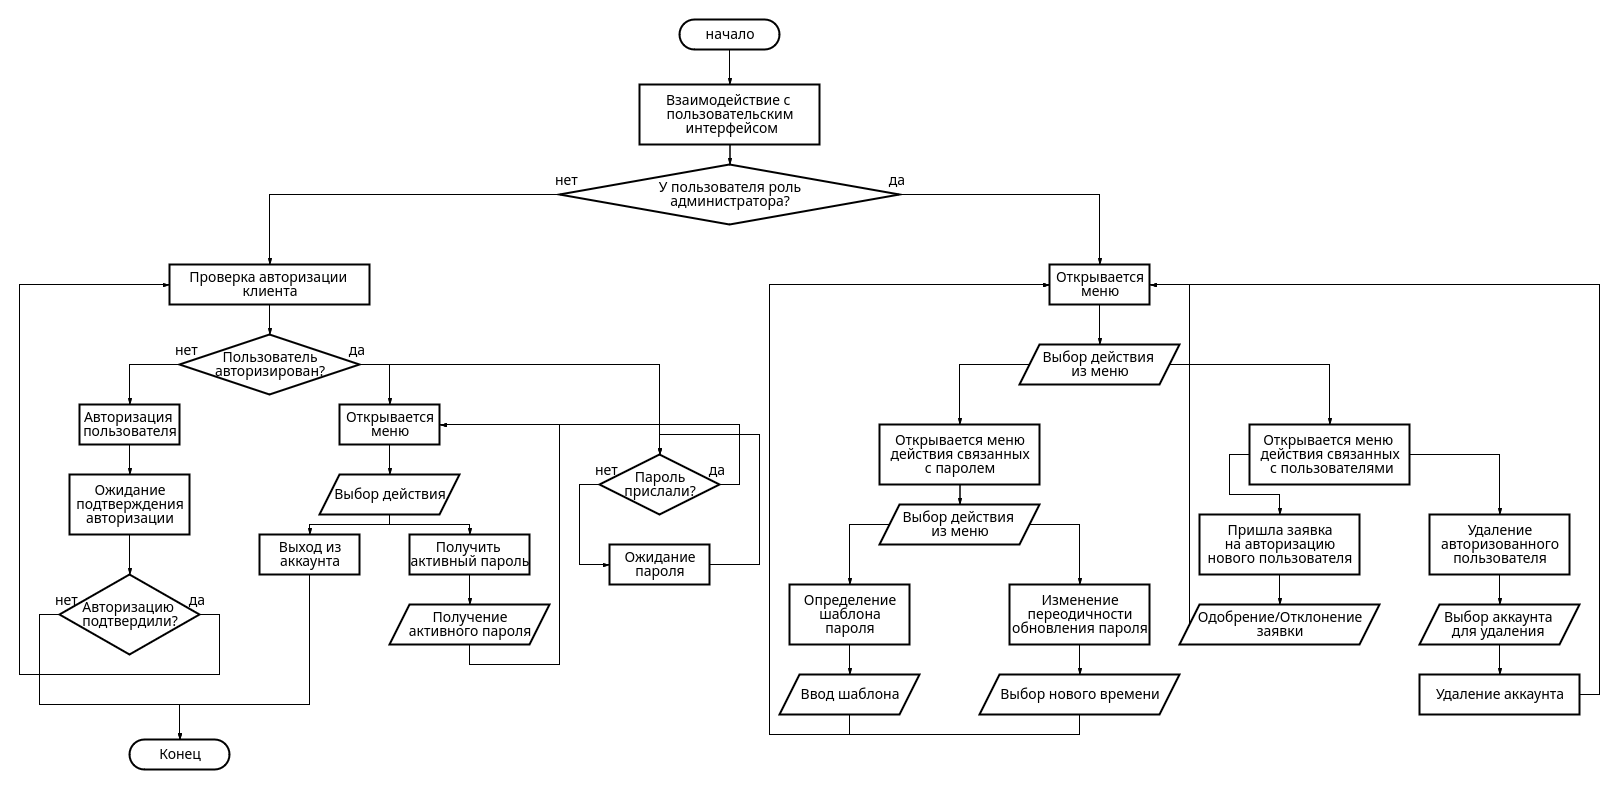 начало
Взаимодействие с
пользовательским
интерфейсом
нет
да
У пользователя роль
администратора?
Проверка авторизации
клиента
Открывается
меню
нет
да
Пользователь
авторизирован?
Выбор действия
из меню
Авторизация
пользователя
Открывается
меню
Открывается меню
действия связанных
с паролем
Открывается меню
действия связанных
с пользователями
Ожидание
подтверждения
авторизации
Выбор действия
нет
да
Пароль
прислали?
Выбор действия
из меню
Выход из
аккаунта
Получить
активный пароль
Ожидание
пароля
Пришла заявка
на авторизацию
нового пользователя
Удаление
авторизованного
пользователя
нет
да
Авторизацию
подтвердили?
Получение
активного пароля
Определение
шаблона
пароля
Изменение
переодичности
обновления пароля
Одобрение/Отклонение
заявки
Выбор аккаунта
для удаления
Ввод шаблона
Выбор нового времени
Удаление аккаунта
Конец